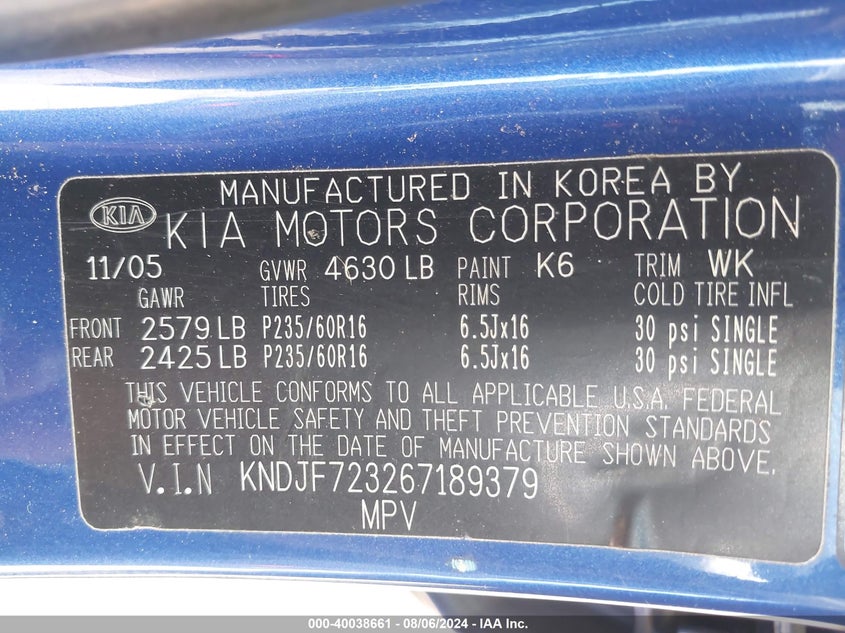 MANUFACTURED IN KOREA BY
KIA KIA MOTORS CORPORATION
11/05 GVWR 4630 LB PAINT K6 TRIM WK
GAWR TIRES RIMS COLD TIRE INFL
FRONT 2579 LB P235/60R16 6.5Jx16 30 psi SINGLE
REAR 2425 LB P235/60R16 6.5Jx16 30 psi SINGLE
THIS VEHICLE CONFORMS TO ALL APPLICABLE U.S.A. FEDERAL
MOTOR VEHICLE SAFETY AND THEFT PREVENTION STANDARDS
IN EFFECT ON THE DATE OF MANUFACTURE SHOWN ABOVE.
V.I.N KNDJF723267189379
MPV
000-40038661 - 08/06/2024 - IAA Inc.